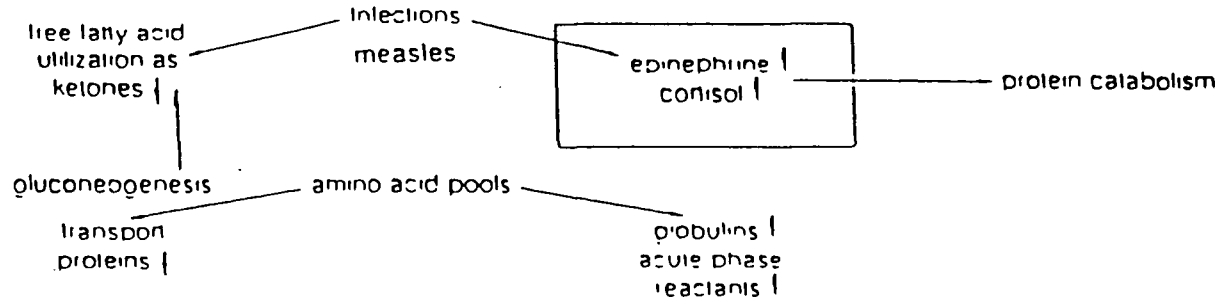 Infections
measles
free fatty acid
utilization as
ketones
epinephrine
cortisol
protein catabolism
gluconeogenesis
amino acid pools
transport
proteins
globulins
acute phase
reactants